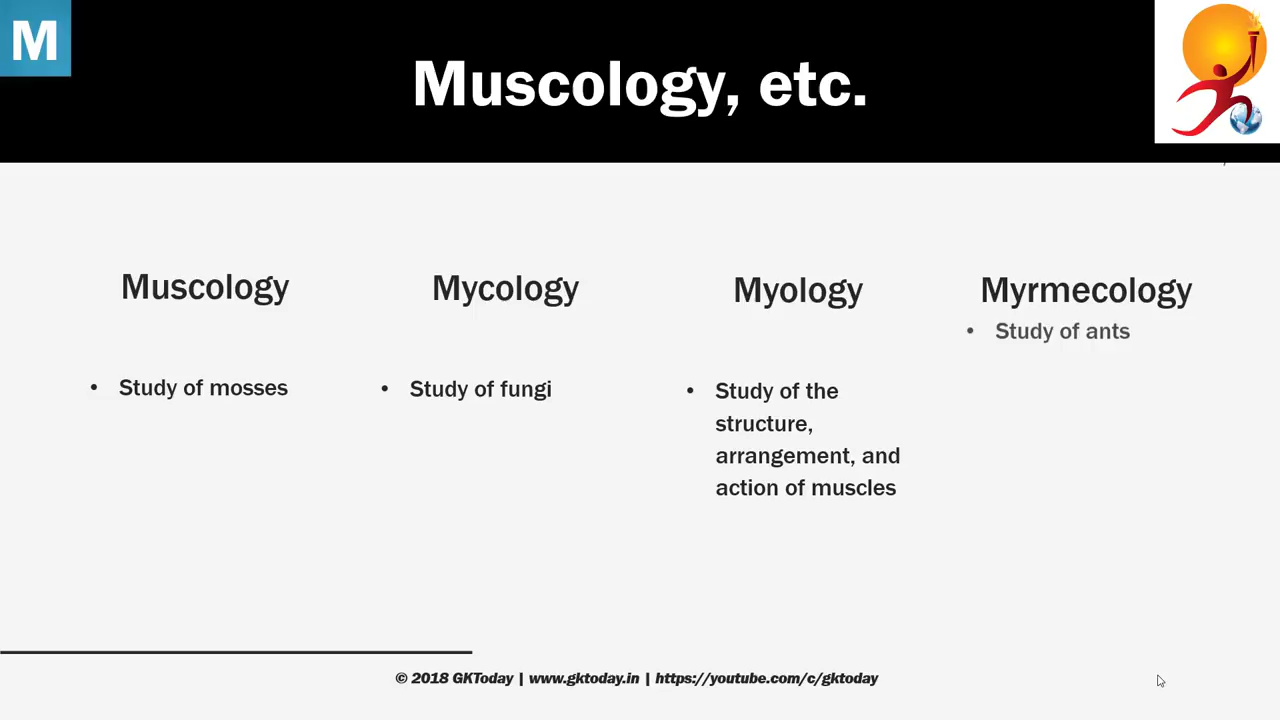 M
Muscology, etc.
Muscology
• Study of mosses
Mycology
• Study of fungi
Myology
• Study of the
structure,
arrangement, and
action of muscles
Myrmecology
• Study of ants
© 2018 GKToday | www.gktoday.in | https://youtube.com/c/gktoday